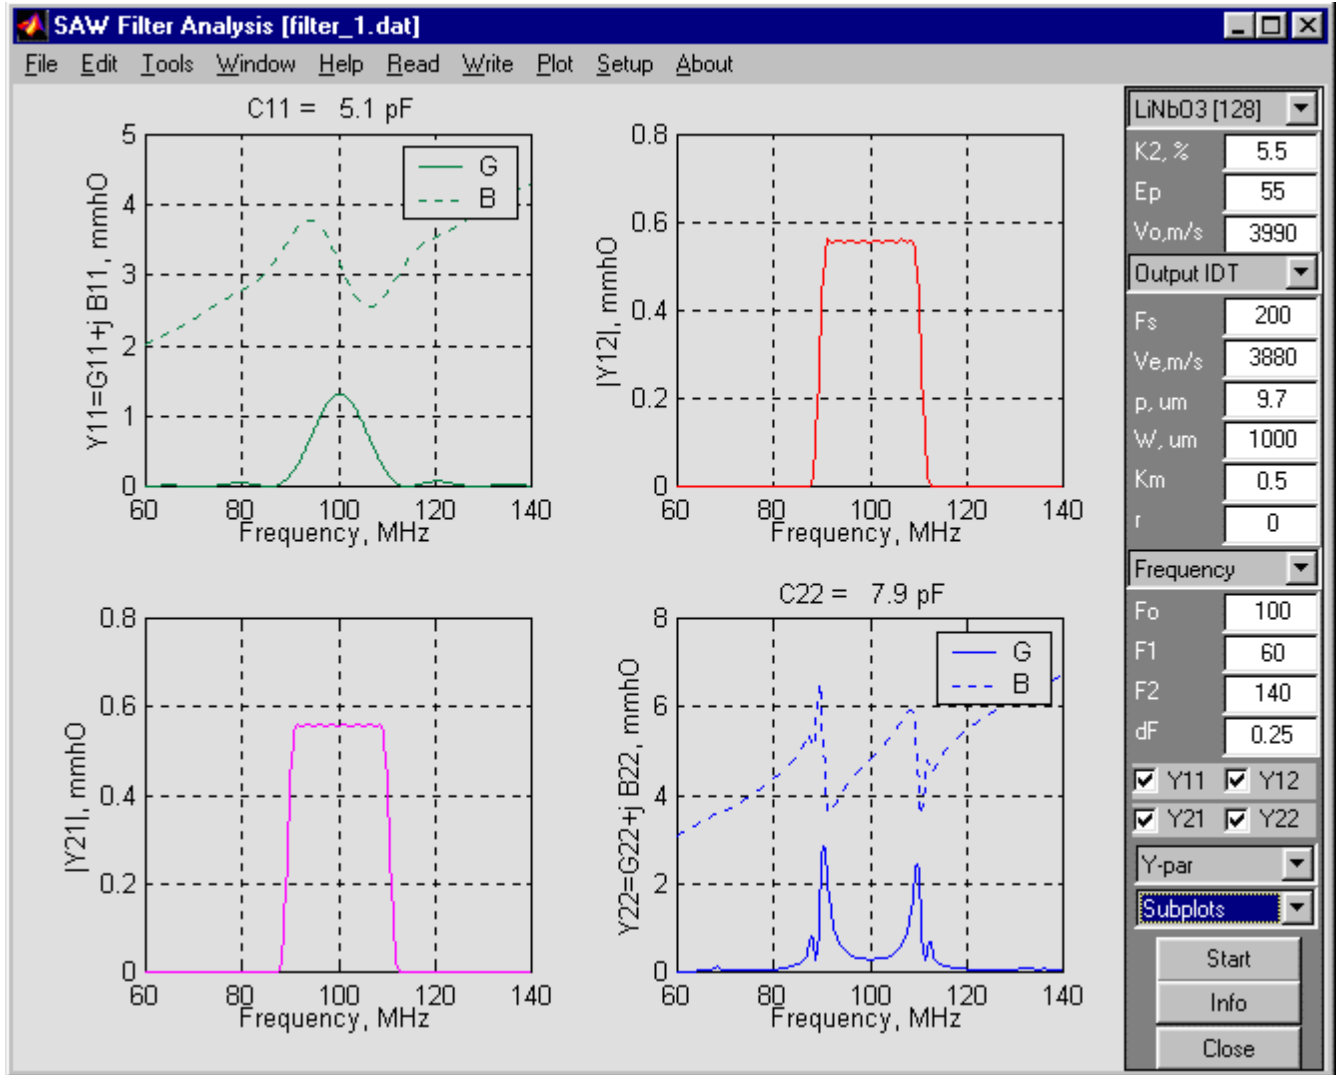 SAW Filter Analysis [filter_1.dat]
File Edit Tools Window Help Read Write Plot Setup About
C11 = 5.1 pF
Y11=G11+j B11, mmhO
5
4
3
2
1
0
G
B
60 80 100 120 140
Frequency, MHz
|Y12|, mmhO
0.8
0.6
0.4
0.2
0
60 80 100 120 140
Frequency, MHz
|Y21|, mmhO
0.8
0.6
0.4
0.2
0
60 80 100 120 140
Frequency, MHz
C22 = 7.9 pF
Y22=G22+j B22, mmhO
8
6
4
2
0
G
B
60 80 100 120 140
Frequency, MHz
LiNbO3 [128]
K2, % 5.5
Ep 55
Vo,m/s 3990
Output IDT
Fs 200
Ve,m/s 3880
p, um 9.7
W, um 1000
Km 0.5
r 0
Frequency
Fo 100
F1 60
F2 140
dF 0.25
Y11 Y12
Y21 Y22
Y-par
Subplots
Start
Info
Close